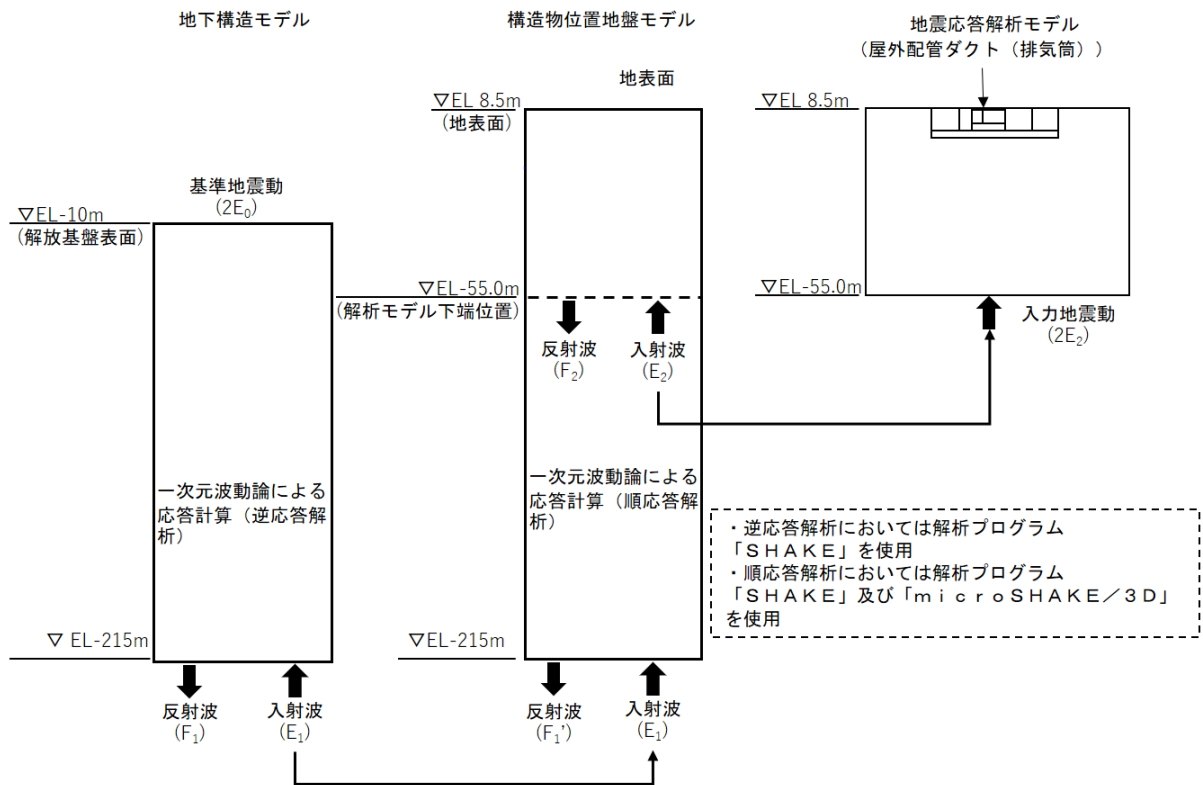 地下構造モデル
基準地震動
(2E₀)
▽EL-10m
(解放基盤表面)
一次元波動論による
応答計算（逆応答解
析）
▽ EL-215m
反射波
(F₁)
入射波
(E₁)
構造物位置地盤モデル
地表面
▽EL 8.5m
(地表面)
▽EL-55.0m
(解析モデル下端位置)
反射波
(F₂)
入射波
(E₂)
一次元波動論による
応答計算（順応答解
析）
▽EL-215m
反射波
(F₁')
入射波
(E₁)
地震応答解析モデル
（屋外配管ダクト（排気筒））
▽EL 8.5m
▽EL-55.0m
入力地震動
(2E₂)
・逆応答解析においては解析プログラム
「ＳＨＡＫＥ」を使用
・順応答解析においては解析プログラム
「ＳＨＡＫＥ」及び「ｍｉｃｒｏＳＨＡＫＥ／３Ｄ」
を使用